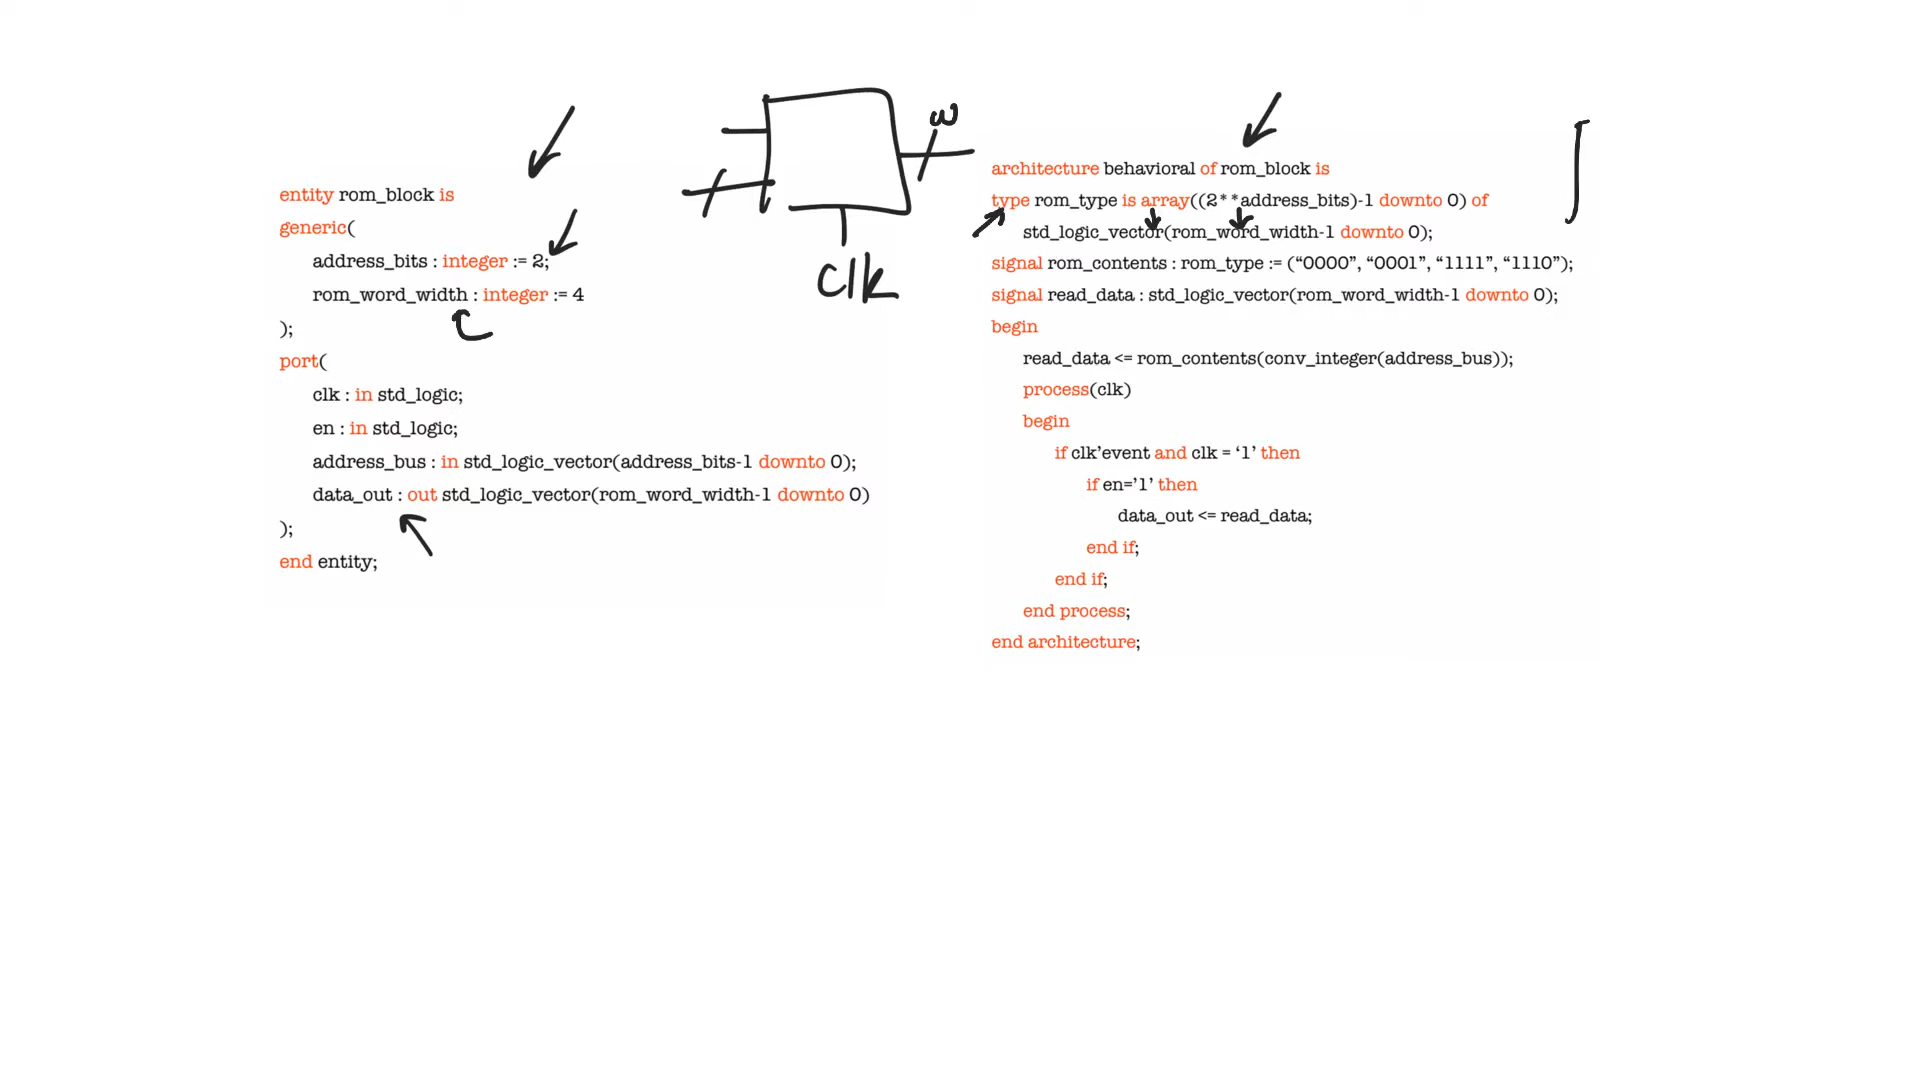 entity rom_block is
generic(
address_bits : integer := 2;
rom_word_width : integer := 4
);
port(
clk : in std_logic;
en : in std_logic;
address_bus : in std_logic_vector(address_bits-1 downto 0);
data_out : out std_logic_vector(rom_word_width-1 downto 0)
);
end entity;
ω
clk
architecture behavioral of rom_block is
type rom_type is array((2**address_bits)-1 downto 0) of
std_logic_vector(rom_word_width-1 downto 0);
signal rom_contents : rom_type := (“0000”, “0001”, “1111”, “1110”);
signal read_data : std_logic_vector(rom_word_width-1 downto 0);
begin
read_data <= rom_contents(conv_integer(address_bus));
process(clk)
begin
if clk’event and clk = ‘1’ then
if en=’1’ then
data_out <= read_data;
end if;
end if;
end process;
end architecture;